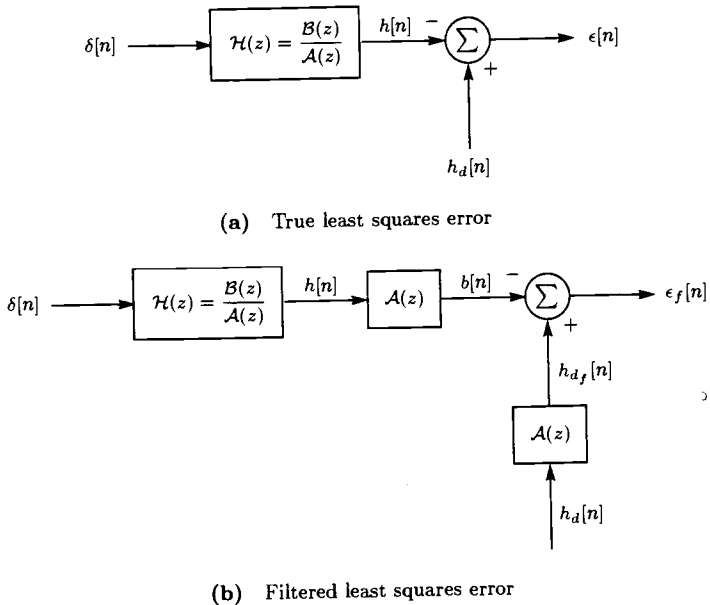 δ[n]
𝓗(z) = 𝓑(z)/𝓐(z)
h[n]
−
Σ
ϵ[n]
+
h_d[n]
(a) True least squares error
δ[n]
𝓗(z) = 𝓑(z)/𝓐(z)
h[n]
𝓐(z)
b[n]
−
Σ
ϵ_f[n]
+
h_{d_f}[n]
𝓐(z)
h_d[n]
(b) Filtered least squares error